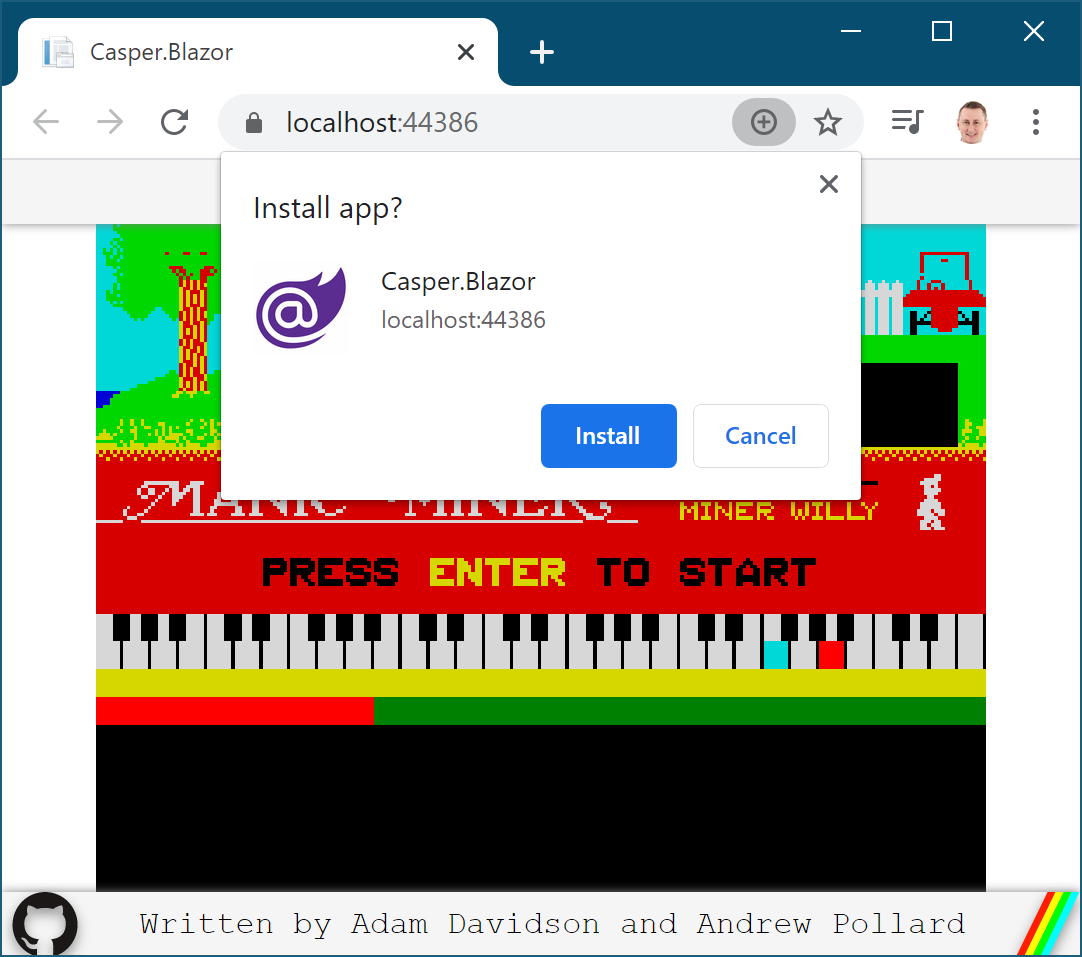 Casper.Blazor
localhost:44386
Install app?
Casper.Blazor
localhost:44386
Install
Cancel
MANIC MINER
MINER WILLY
PRESS ENTER TO START
Written by Adam Davidson and Andrew Pollard